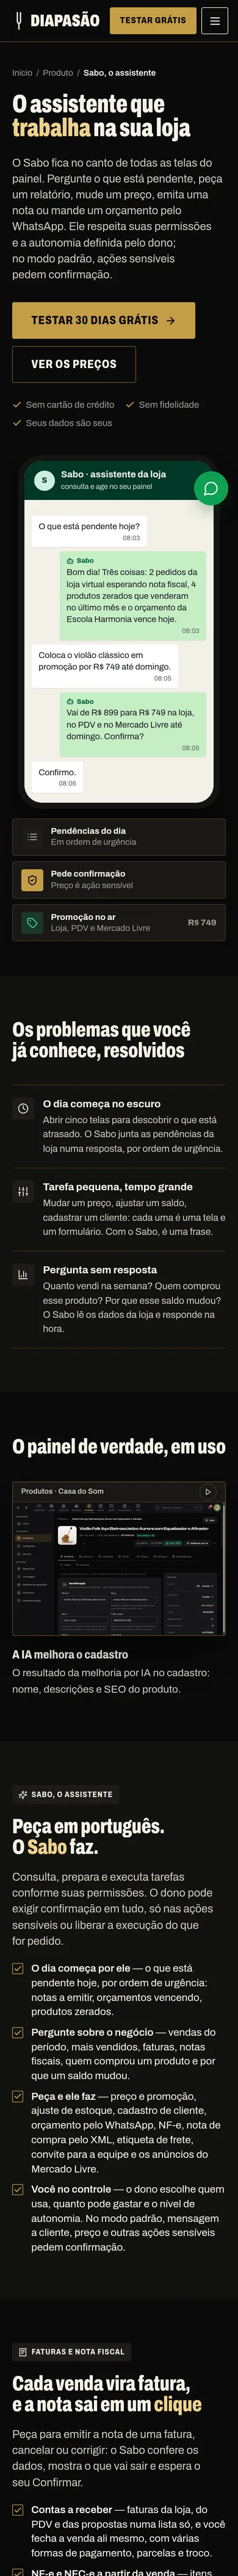 DIAPASÃO
TESTAR GRÁTIS
Início / Produto / Sabo, o assistente
O assistente que
trabalha na sua loja
O Sabo fica no canto de todas as telas do
painel. Pergunte o que está pendente, peça
um relatório, mude um preço, emita uma
nota ou mande um orçamento pelo
WhatsApp. Ele respeita suas permissões
e a autonomia definida pelo dono;
no modo padrão, ações sensíveis
pedem confirmação.
TESTAR 30 DIAS GRÁTIS →
VER OS PREÇOS
Sem cartão de crédito
Sem fidelidade
Seus dados são seus
S
Sabo · assistente da loja
consulta e age no seu painel
O que está pendente hoje?
08:03
Sabo
Bom dia! Três coisas: 2 pedidos da
loja virtual esperando nota fiscal, 4
produtos zerados que venderam
no último mês e o orçamento da
Escola Harmonia vence hoje.
08:03
Coloca o violão clássico em
promoção por R$ 749 até domingo.
08:05
Sabo
Vai de R$ 899 para R$ 749 na loja,
no PDV e no Mercado Livre até
domingo. Confirma?
08:05
Confirmo.
08:06
Pendências do dia
Em ordem de urgência
Pede confirmação
Preço é ação sensível
Promoção no ar
Loja, PDV e Mercado Livre
R$ 749
Os problemas que você
já conhece, resolvidos
O dia começa no escuro
Abrir cinco telas para descobrir o que está
atrasado. O Sabo junta as pendências da
loja numa resposta, por ordem de urgência.
Tarefa pequena, tempo grande
Mudar um preço, ajustar um saldo,
cadastrar um cliente: cada uma é uma tela e
um formulário. Com o Sabo, é uma frase.
Pergunta sem resposta
Quanto vendi na semana? Quem comprou
esse produto? Por que esse saldo mudou?
O Sabo lê os dados da loja e responde na
hora.
O painel de verdade, em uso
Produtos · Casa do Som
A IA melhora o cadastro
O resultado da melhoria por IA no cadastro:
nome, descrições e SEO do produto.
SABO, O ASSISTENTE
Peça em português.
O Sabo faz.
Consulta, prepara e executa tarefas
conforme suas permissões. O dono pode
exigir confirmação em tudo, só nas ações
sensíveis ou liberar a execução do que
for pedido.
O dia começa por ele — o que está
pendente hoje, por ordem de urgência:
notas a emitir, orçamentos vencendo,
produtos zerados.
Pergunte sobre o negócio — vendas do
período, mais vendidos, faturas, notas
fiscais, quem comprou um produto e por
que um saldo mudou.
Peça e ele faz — preço e promoção,
ajuste de estoque, cadastro de cliente,
orçamento pelo WhatsApp, NF-e, nota de
compra pelo XML, etiqueta de frete,
convite para a equipe e os anúncios do
Mercado Livre.
Você no controle — o dono escolhe quem
usa, quanto pode gastar e o nível de
autonomia. No modo padrão, mensagem
a cliente, preço e outras ações sensíveis
pedem confirmação.
FATURAS E NOTA FISCAL
Cada venda vira fatura,
e a nota sai em um clique
Peça para emitir a nota de uma fatura,
cancelar ou corrigir: o Sabo confere os
dados, mostra o que vai sair e espera o
seu Confirmar.
Contas a receber — faturas da loja, do
PDV e das propostas numa lista só, e você
fecha a venda ali mesmo, com várias
formas de pagamento, parcelas e troco.
NF-e e NFC-e a partir da venda — itens,